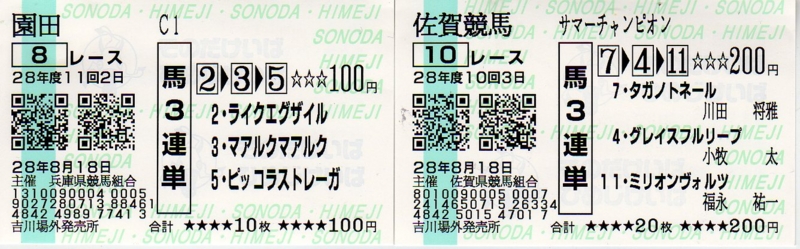 園田
C1
8 レース
28年度11回2日
馬3連単
2▶3▶5☆☆☆100円
2・ライクエグザイル
3・マアルクマアルク
5・ピッコラストレーガ
28年8月18日
主催 兵庫県競馬組合
吉川場外発売所
合計 ★★★★10枚 ★★★★100円
佐賀競馬
サマーチャンピオン
10 レース
28年度10回3日
馬3連単
7▶4▶11☆☆☆200円
7・タガノトネール
川田 将雅
4・グレイスフルリープ
小牧 太
11・ミリオンヴォルツ
福永 祐一
28年8月18日
主催 佐賀県競馬組合
吉川場外発売所
合計 ★★★★20枚 ★★★★200円
SONODA・HIMEJI